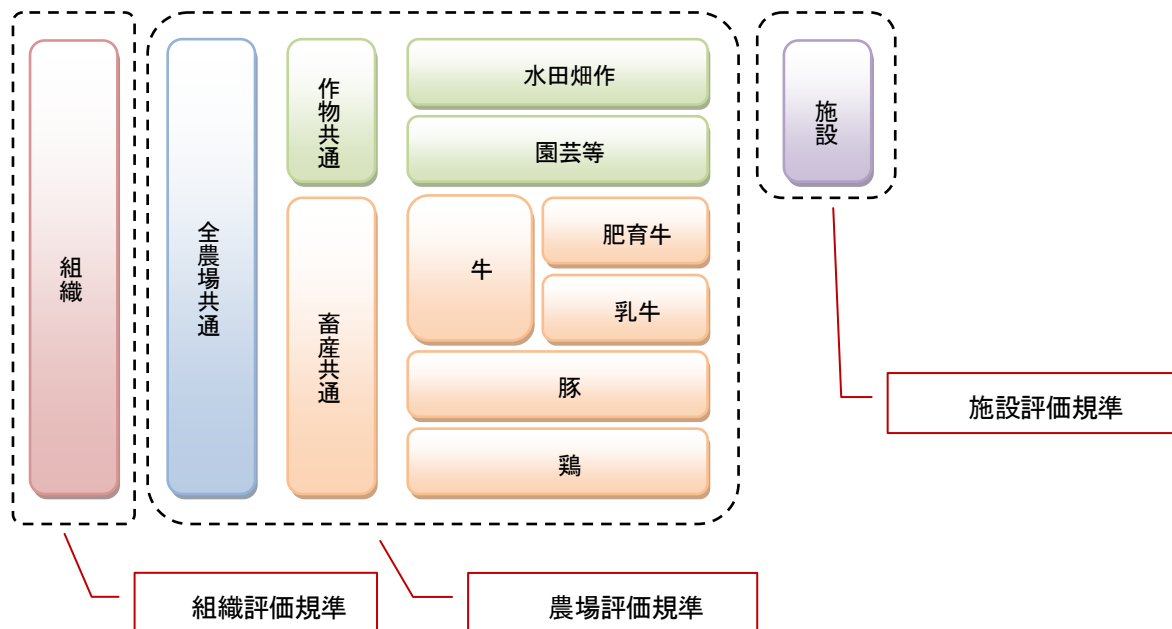 組織
全農場共通
作物共通
畜産共通
水田畑作
園芸等
牛
肥育牛
乳牛
豚
鶏
施設
施設評価規準
組織評価規準
農場評価規準